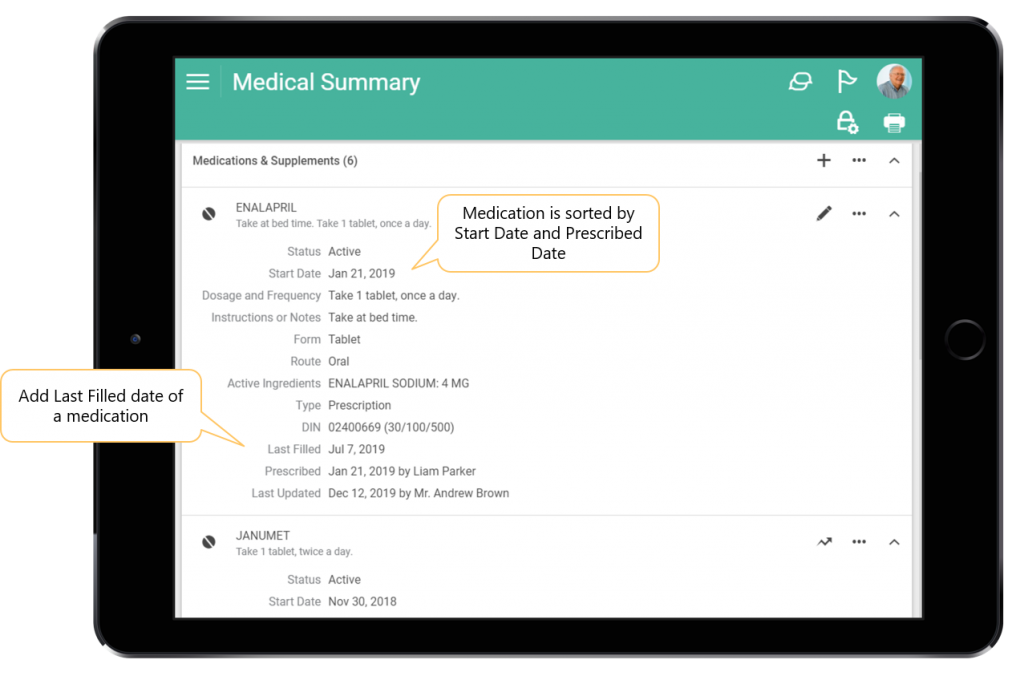 Medical Summary
Medications & Supplements (6)
ENALAPRIL
Take at bed time. Take 1 tablet, once a day.
Medication is sorted by
Start Date and Prescribed
Date
Status Active
Start Date Jan 21, 2019
Dosage and Frequency Take 1 tablet, once a day.
Instructions or Notes Take at bed time.
Form Tablet
Route Oral
Active Ingredients ENALAPRIL SODIUM: 4 MG
Type Prescription
DIN 02400669 (30/100/500)
Add Last Filled date of
a medication
Last Filled Jul 7, 2019
Prescribed Jan 21, 2019 by Liam Parker
Last Updated Dec 12, 2019 by Mr. Andrew Brown
JANUMET
Take 1 tablet, twice a day.
Status Active
Start Date Nov 30, 2018